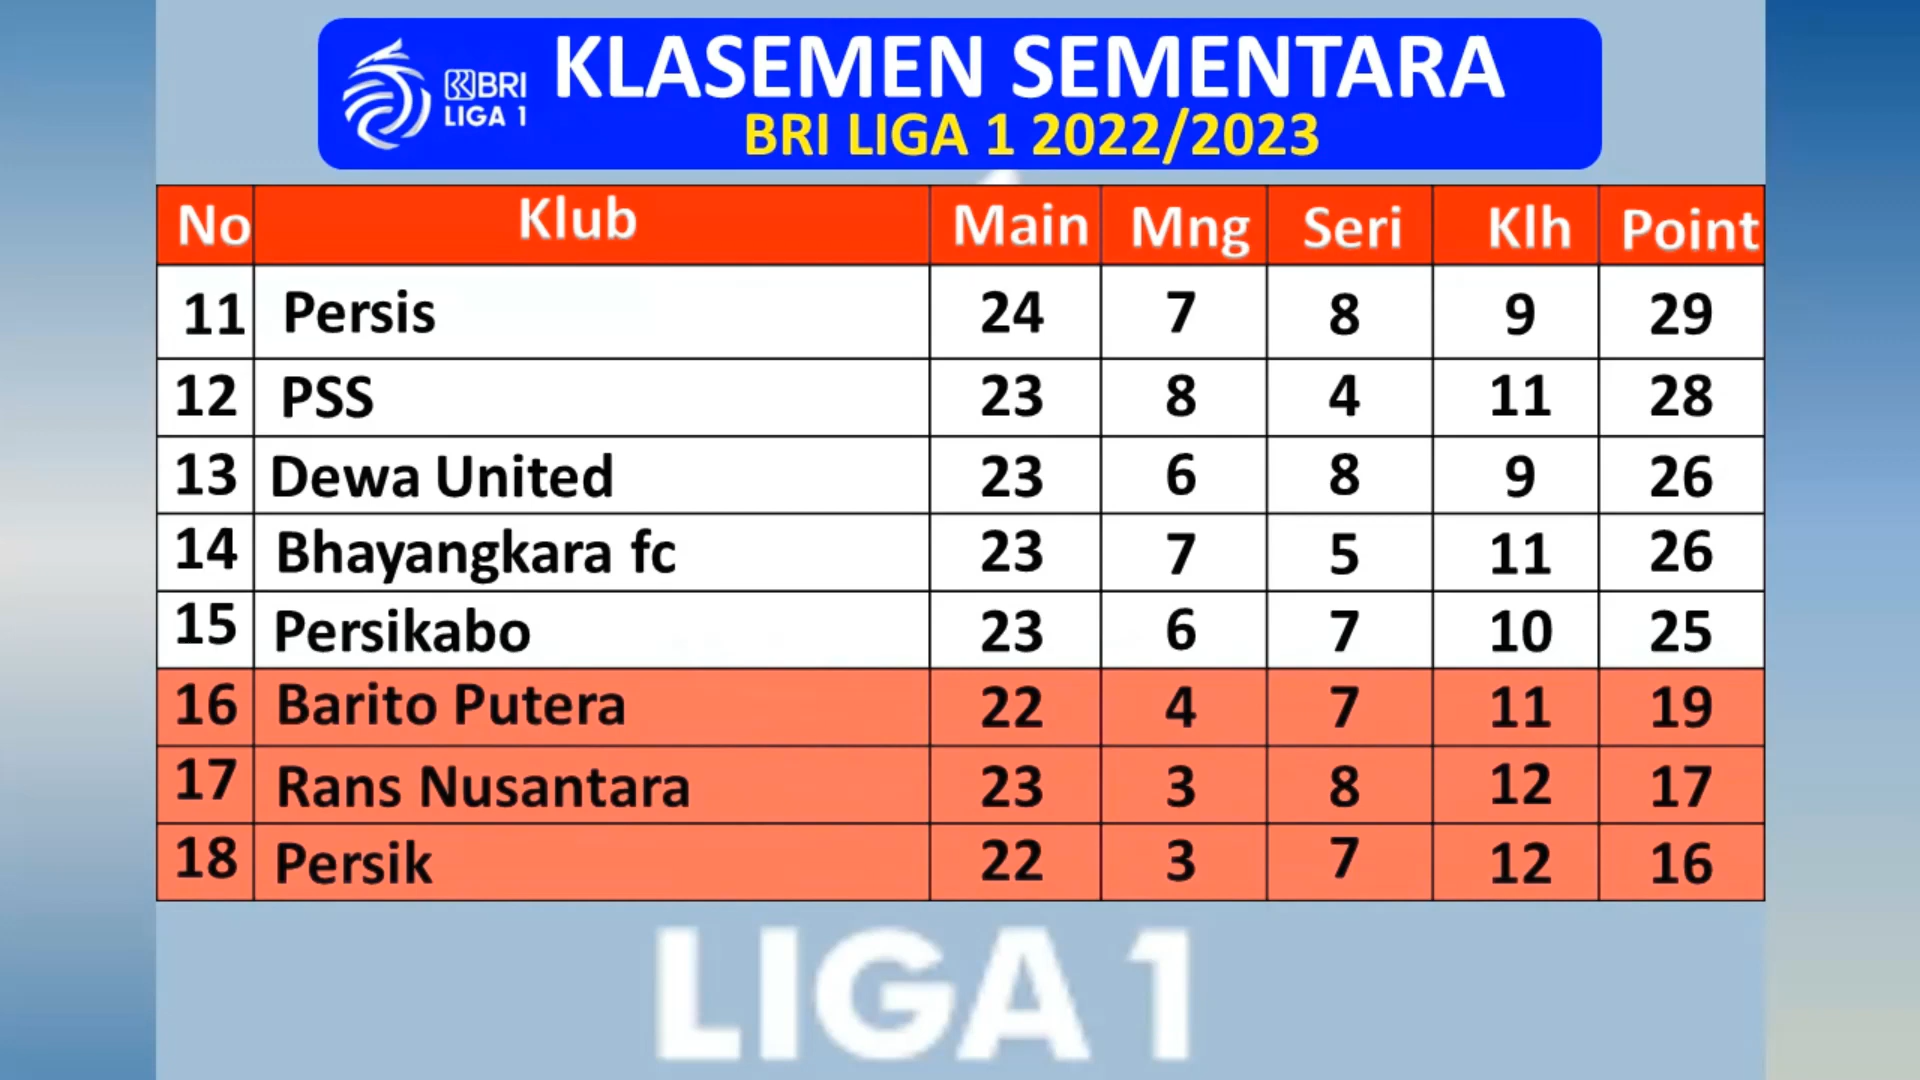 BRI
LIGA 1
KLASEMEN SEMENTARA
BRI LIGA 1 2022/2023
No Klub Main Mng Seri Klh Point
11 Persis 24 7 8 9 29
12 PSS 23 8 4 11 28
13 Dewa United 23 6 8 9 26
14 Bhayangkara fc 23 7 5 11 26
15 Persikabo 23 6 7 10 25
16 Barito Putera 22 4 7 11 19
17 Rans Nusantara 23 3 8 12 17
18 Persik 22 3 7 12 16
LIGA 1